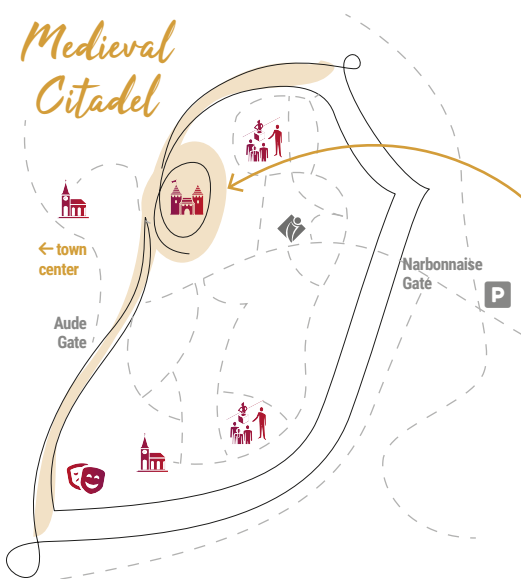 Medieval
Citadel
← town
center
Aude
Gate
Narbonnaise
Gate
P